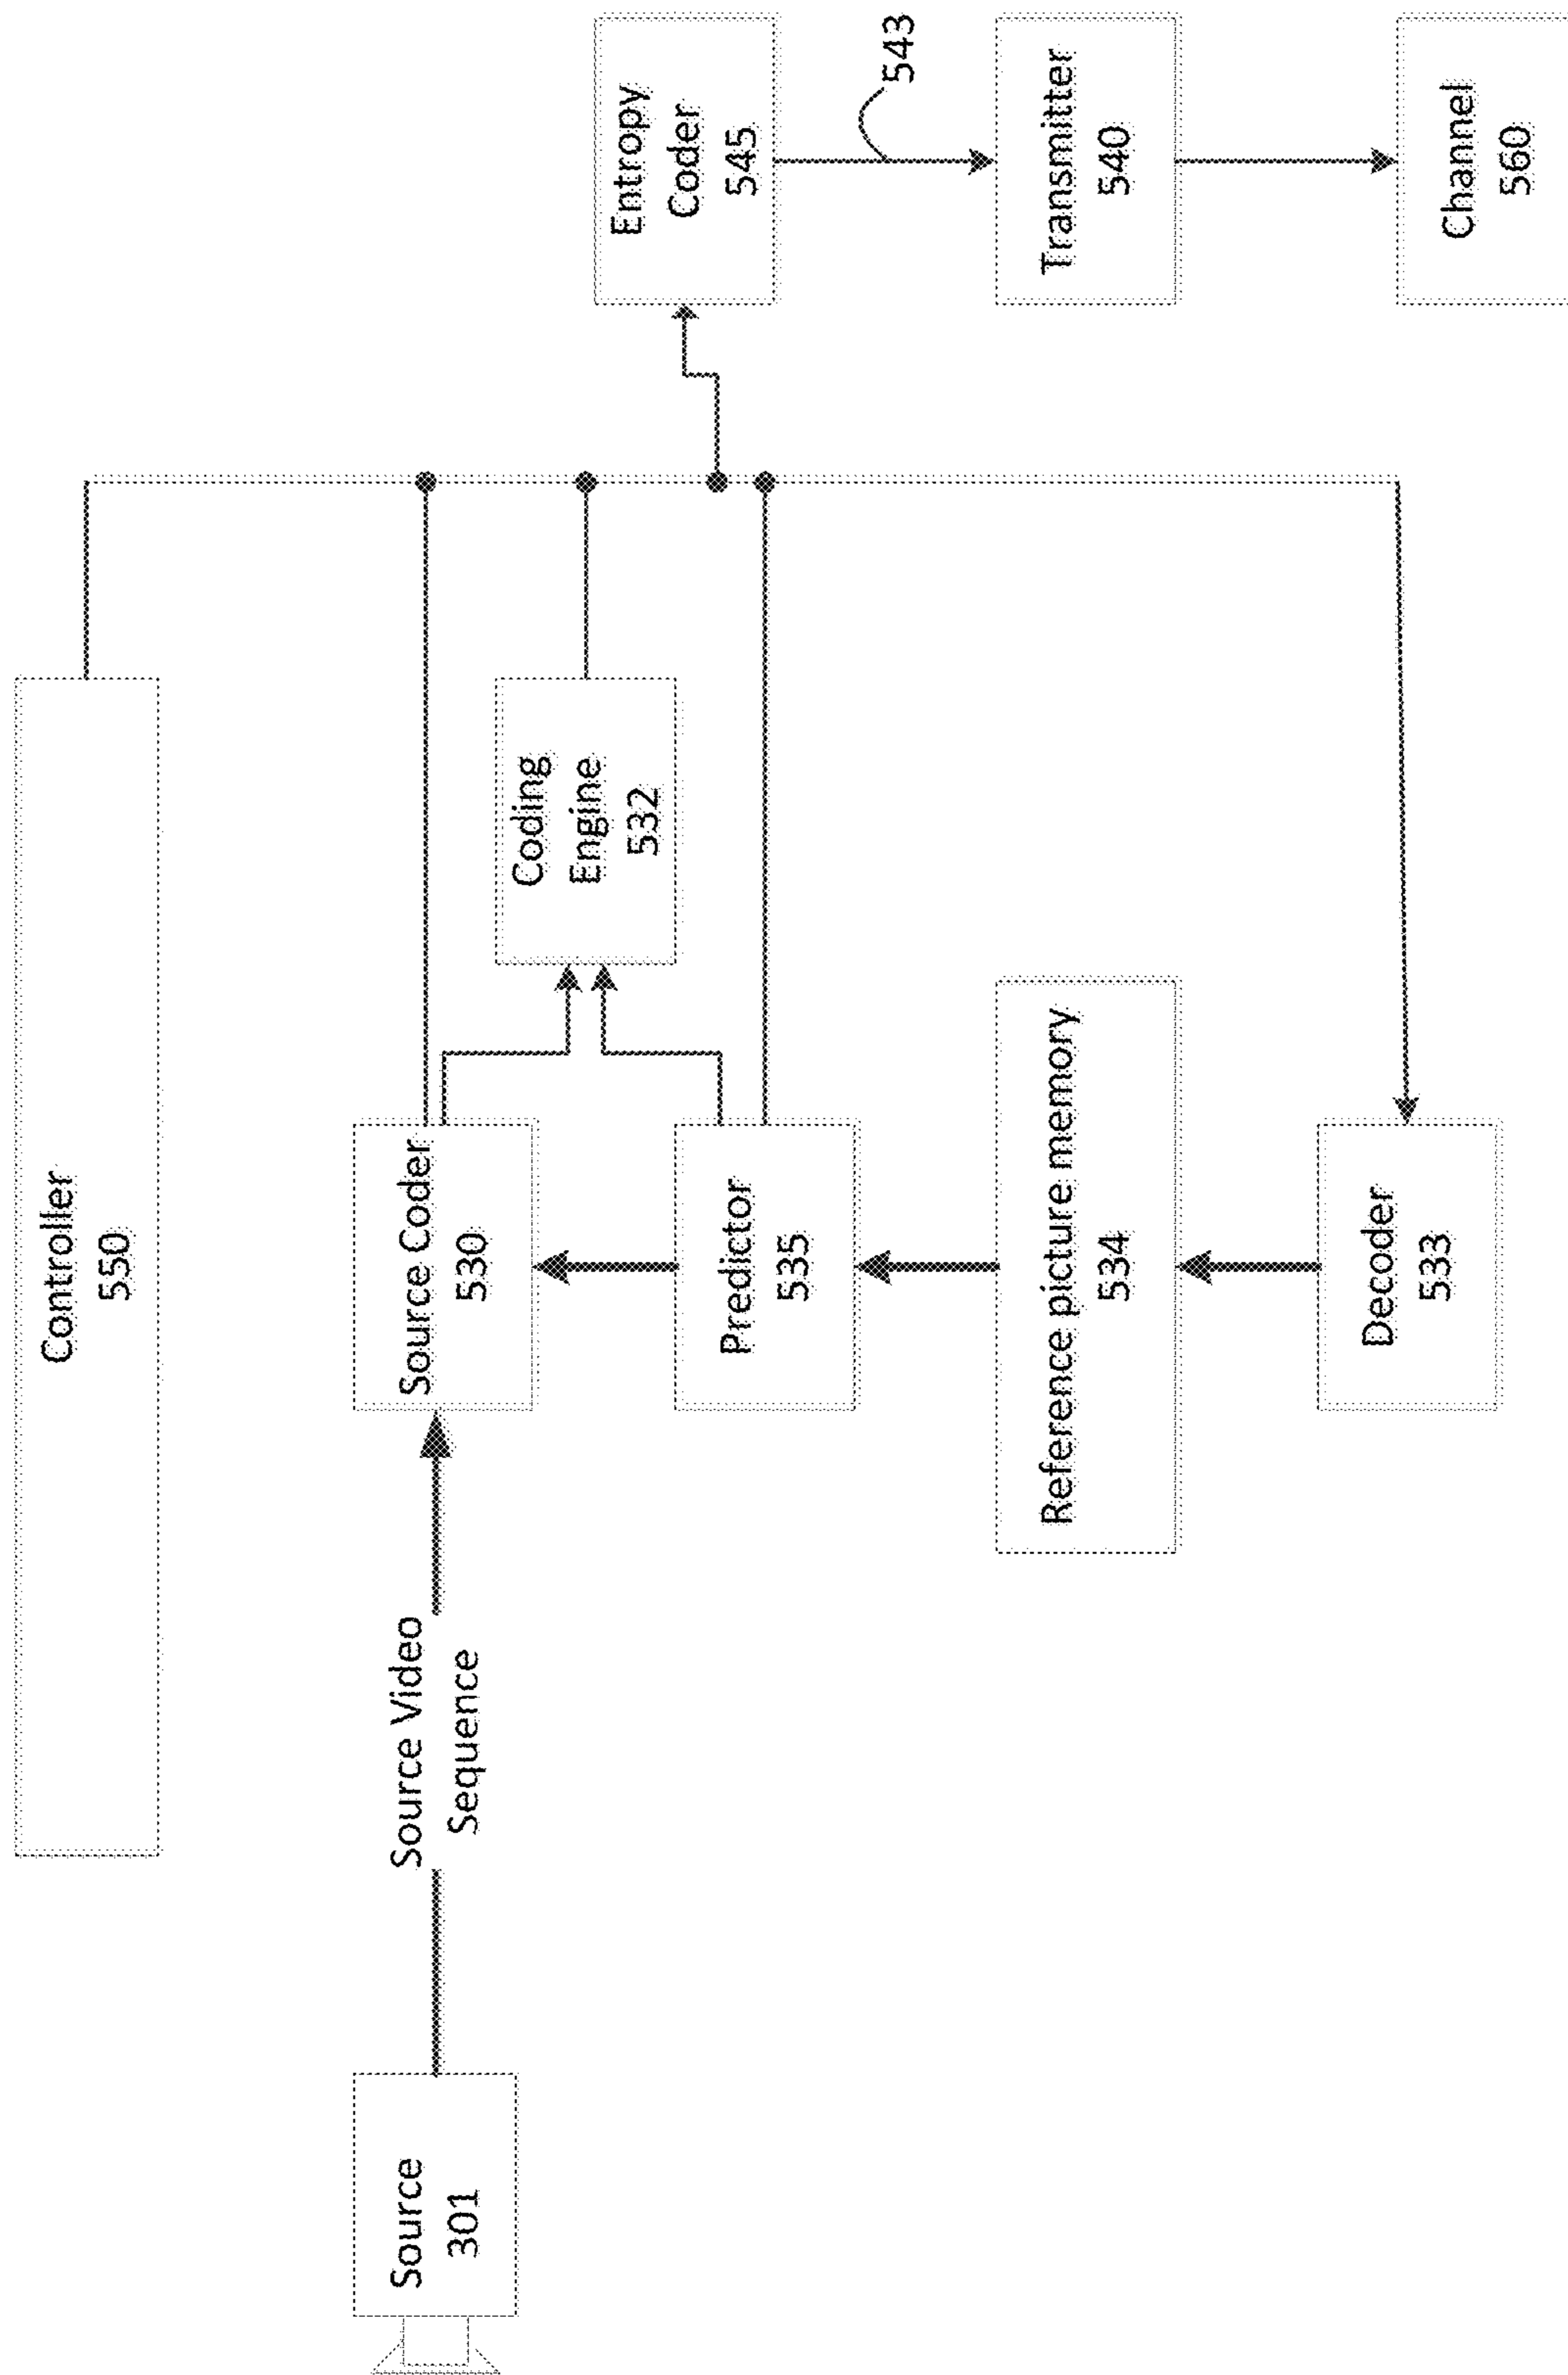 Controller
550
Source
301
Source Video
Sequence
Source Coder
530
Coding
Engine
532
Predictor
535
Reference picture memory
534
Decoder
533
Entropy
Coder
545
543
Transmitter
540
Channel
560